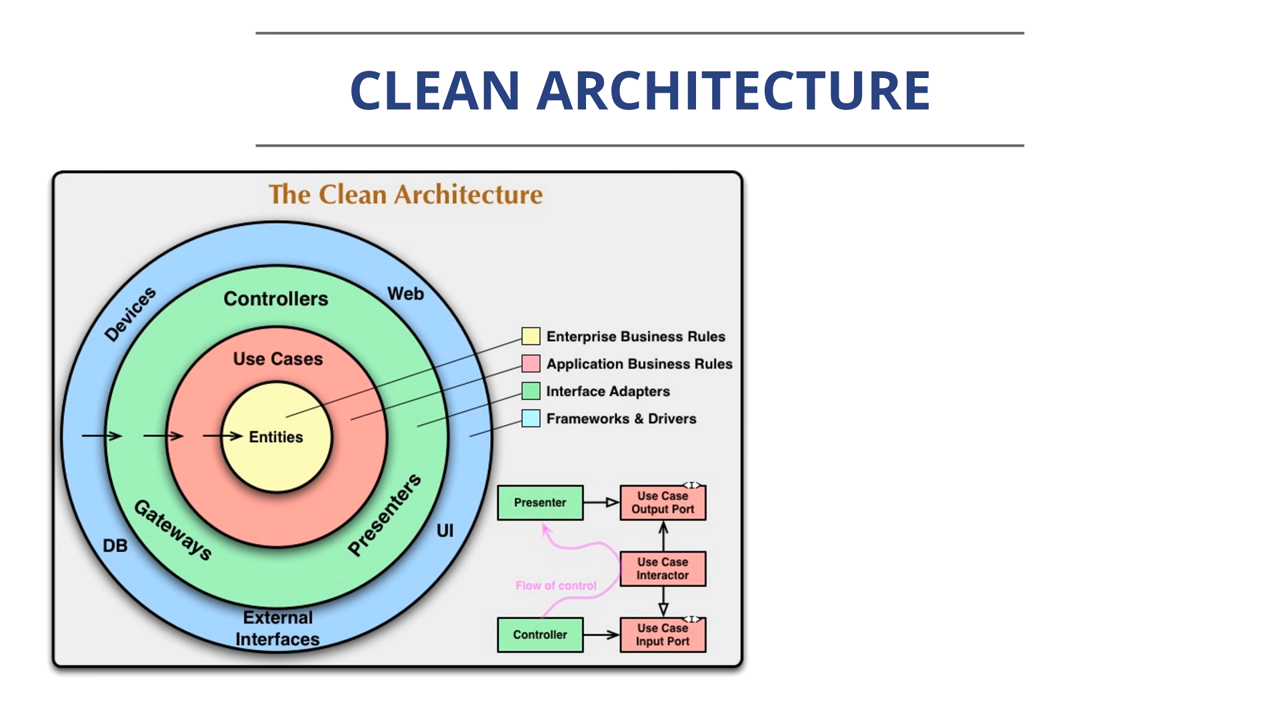 CLEAN ARCHITECTURE
The Clean Architecture
Devices
Controllers
Web
Use Cases
Entities
Gateways
Presenters
DB
UI
External
Interfaces
Enterprise Business Rules
Application Business Rules
Interface Adapters
Frameworks & Drivers
Presenter
<I>
Use Case
Output Port
Use Case
Interactor
Flow of control
Controller
<I>
Use Case
Input Port